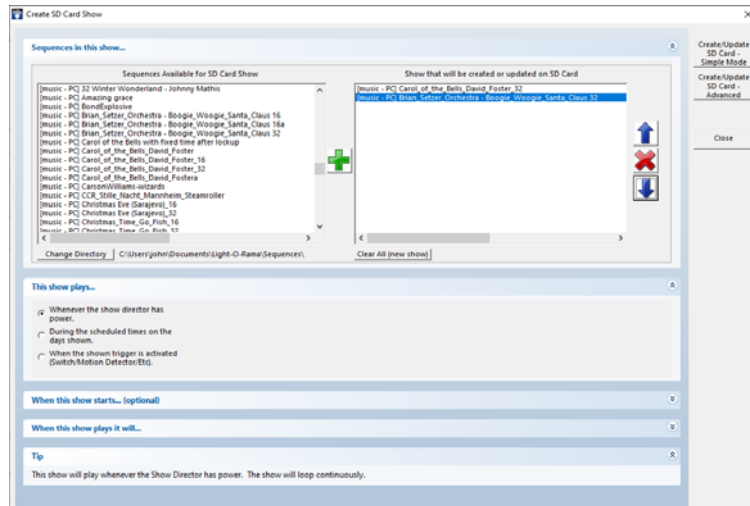 Create SD Card Show
Sequences in this show...
Sequences Available for SD Card Show
[music - PC] 32 Winter Wonderland - Johnny Mathis
[music - PC] Amazing grace
[music - PC] BondExplosive
[music - PC] Brian_Setzer_Orchestra - Boogie_Woogie_Santa_Claus 16
[music - PC] Brian_Setzer_Orchestra - Boogie_Woogie_Santa_Claus 16a
[music - PC] Brian_Setzer_Orchestra - Boogie_Woogie_Santa_Claus 32
[music - PC] Carol of the Bells with fixed time after lockup
[music - PC] Carol_of_the_Bells_David_Foster
[music - PC] Carol_of_the_Bells_David_Foster_16
[music - PC] Carol_of_the_Bells_David_Foster_32
[music - PC] Carol_of_the_Bells_David_Fostera
[music - PC] CarsonWilliams-wizards
[music - PC] CCR_Stille_Nacht_Mannheim_Steamroller
[music - PC] Christmas Eve (Sarajevo)_16
[music - PC] Christmas Eve (Sarajevo)_32
[music - PC] Christmas_Time_Go_Fish_16
[music - PC] Christmas_Time_Go_Fish_32
Change Directory C:\Users\john\Documents\Light-O-Rama\Sequences\
Show that will be created or updated on SD Card
[music - PC] Carol_of_the_Bells_David_Foster_32
[music - PC] Brian_Setzer_Orchestra - Boogie_Woogie_Santa_Claus 32
Clear All (new show)
Create/Update
SD Card -
Simple Mode
Create/Update
SD Card -
Advanced
Close
This show plays...
Whenever the show director has
power.
During the scheduled times on the
days shown.
When the shown trigger is activated
(Switch/Motion Detector/Etc).
When this show starts... (optional)
When this show plays it will...
Tip
This show will play whenever the Show Director has power. The show will loop continuously.